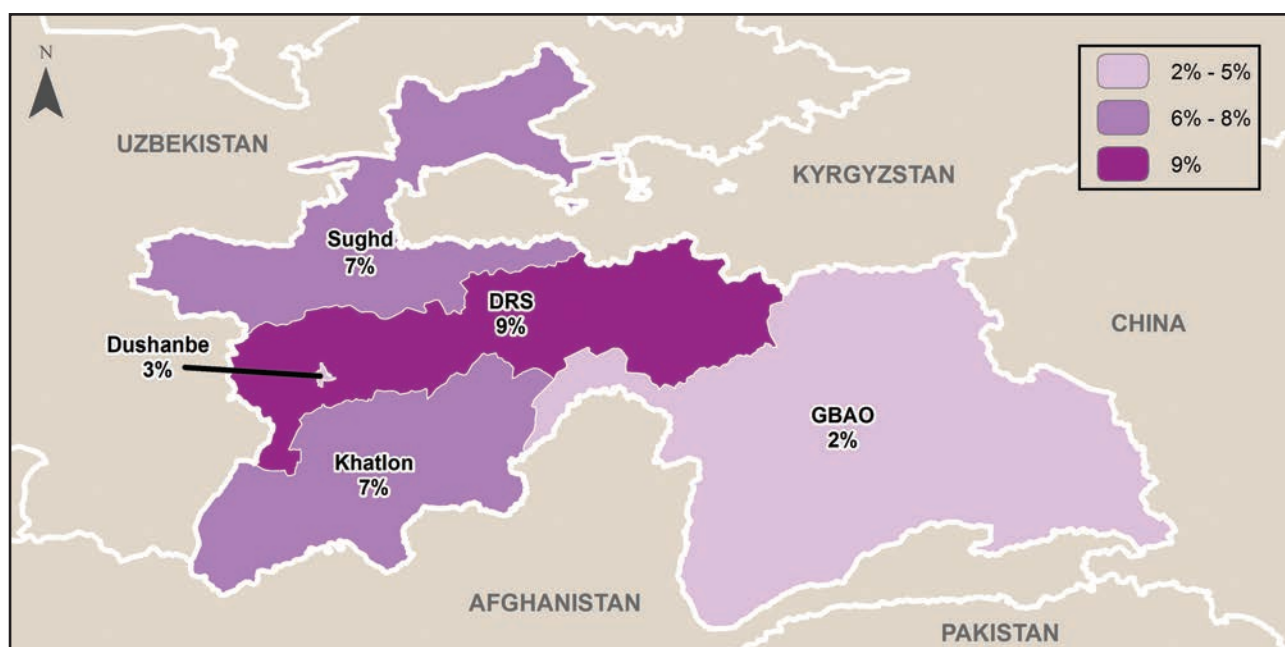 N
2% - 5%
6% - 8%
9%
UZBEKISTAN
KYRGYZSTAN
Sughd
7%
DRS
9%
Dushanbe
3%
CHINA
GBAO
2%
Khatlon
7%
AFGHANISTAN
PAKISTAN